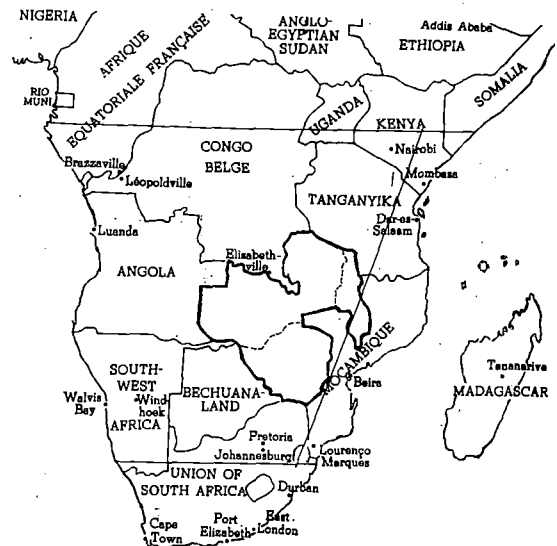 NIGERIA
AFRIQUE
EQUATORIALE FRANÇAISE
ANGLO-
EGYPTIAN
SUDAN
Addis Ababa
ETHIOPIA
SOMALIA
RIO
MUNI
UGANDA
KENYA
Nairobi
CONGO
BELGE
Brazzaville
Léopoldville
Mombasa
TANGANYIKA
Dar-es-
Salaam
Luanda
Elisabeth-
ville
ANGOLA
MOÇAMBIQUE
Beira
Tananarive
MADAGASCAR
SOUTH-
WEST
AFRICA
Walvis
Bay
Wind
hoek
BECHUANA-
LAND
Pretoria
Johannesburg
Lourenço
Marques
UNION OF
SOUTH AFRICA
Durban
Cape
Town
Port
Elizabeth
East
London